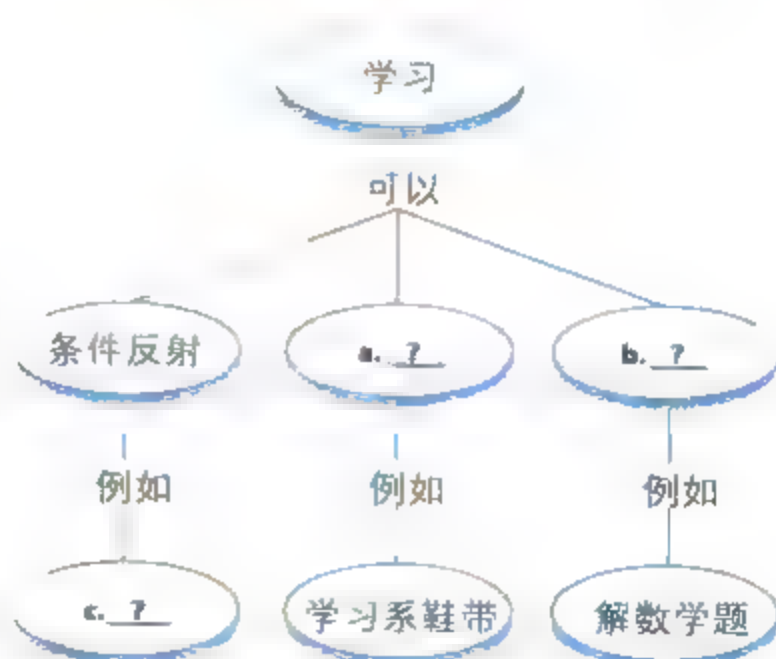 学习
可以
条件反射 a. ? b. ?
例如 例如 例如
c. ? 学习系鞋带 解数学题